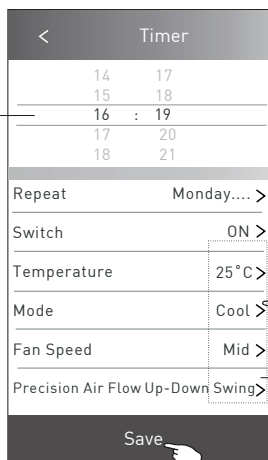 < Timer
14 17
15 18
16 : 19
17 20
18 21
Repeat Monday.... >
Switch ON >
Temperature 25°C >
Mode Cool >
Fan Speed Mid >
Precision Air Flow Up-Down Swing >
Save